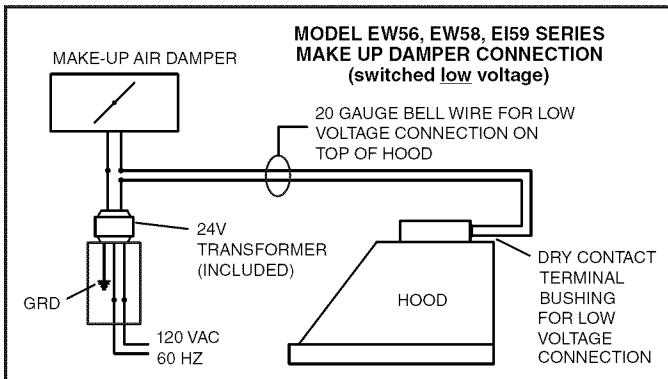 MODEL EW56, EW58, EI59 SERIES
MAKE UP DAMPER CONNECTION
(switched low voltage)
MAKE-UP AIR DAMPER
20 GAUGE BELL WIRE FOR LOW
VOLTAGE CONNECTION ON
TOP OF HOOD
24V
TRANSFORMER
(INCLUDED)
GRD
120 VAC
60 HZ
HOOD
DRY CONTACT
TERMINAL
BUSHING
FOR LOW
VOLTAGE
CONNECTION